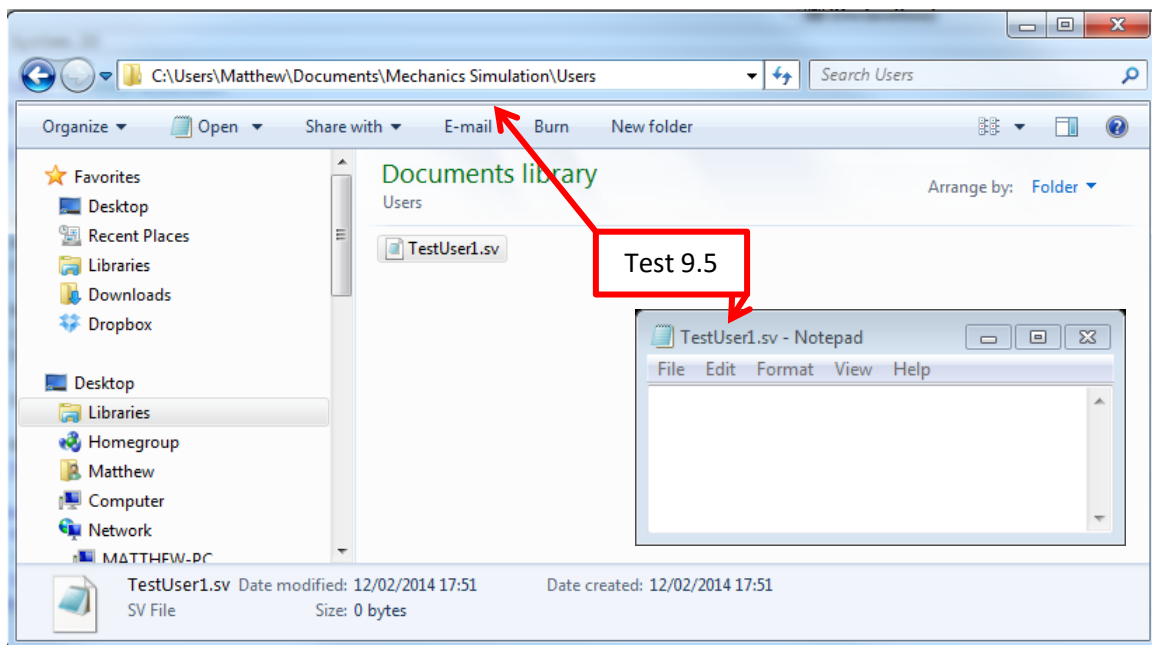 C:\Users\Matthew\Documents\Mechanics Simulation\Users
Search Users
Organize Open Share with E-mail Burn New folder
Favorites
Desktop
Recent Places
Libraries
Downloads
Dropbox
Desktop
Libraries
Homegroup
Matthew
Computer
Network
MATTHEW-PC
Documents library
Users
Arrange by: Folder
TestUser1.sv
Test 9.5
TestUser1.sv - Notepad
File Edit Format View Help
TestUser1.sv Date modified: 12/02/2014 17:51 Date created: 12/02/2014 17:51
SV File Size: 0 bytes